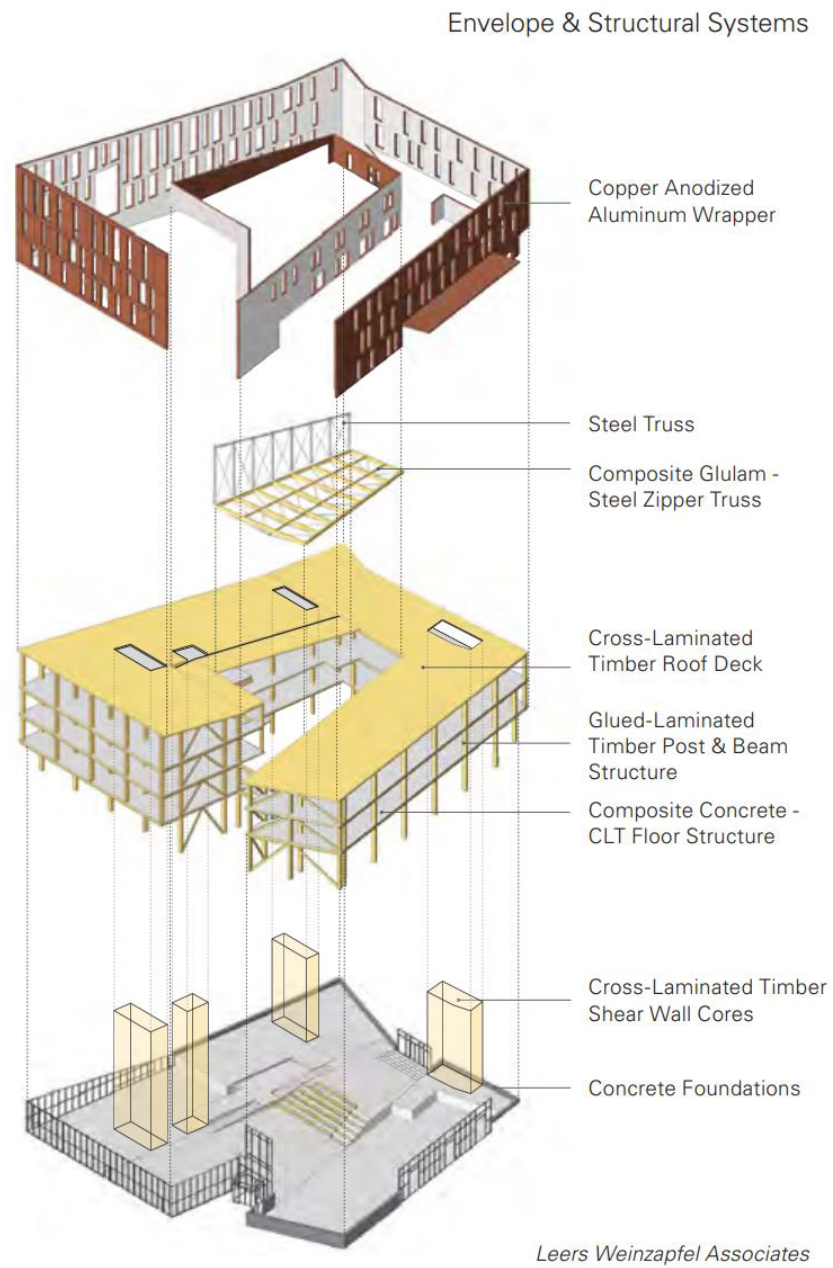 Envelope & Structural Systems
Copper Anodized
Aluminum Wrapper
Steel Truss
Composite Glulam -
Steel Zipper Truss
Cross-Laminated
Timber Roof Deck
Glued-Laminated
Timber Post & Beam
Structure
Composite Concrete -
CLT Floor Structure
Cross-Laminated Timber
Shear Wall Cores
Concrete Foundations
Leers Weinzapfel Associates